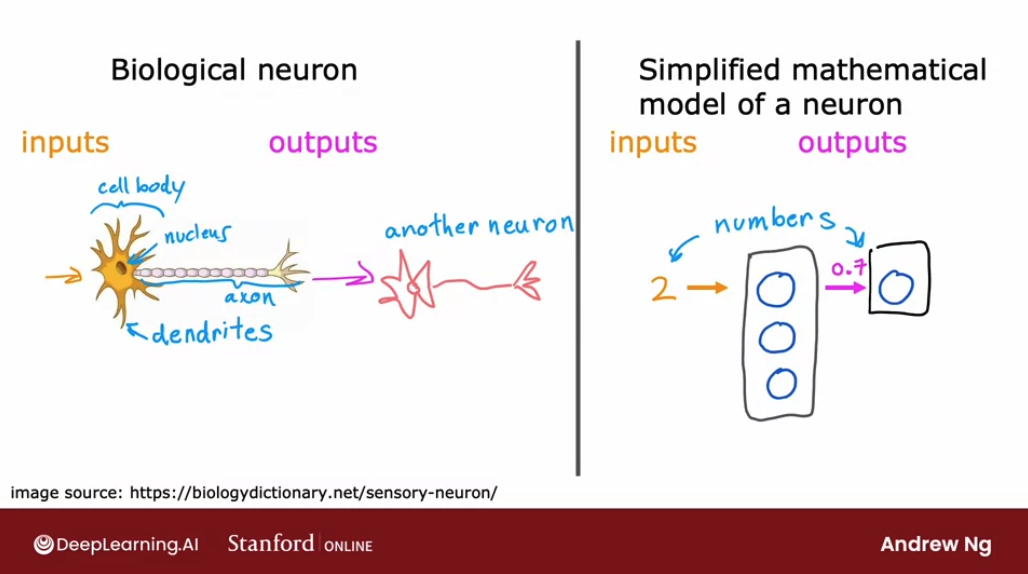 Biological neuron
inputs
outputs
cell body
nucleus
another neuron
axon
dendrites
Simplified mathematical
model of a neuron
inputs
outputs
numbers
0.7
2
image source: https://biologydictionary.net/sensory-neuron/
DeepLearning.AI
Stanford | ONLINE
Andrew Ng